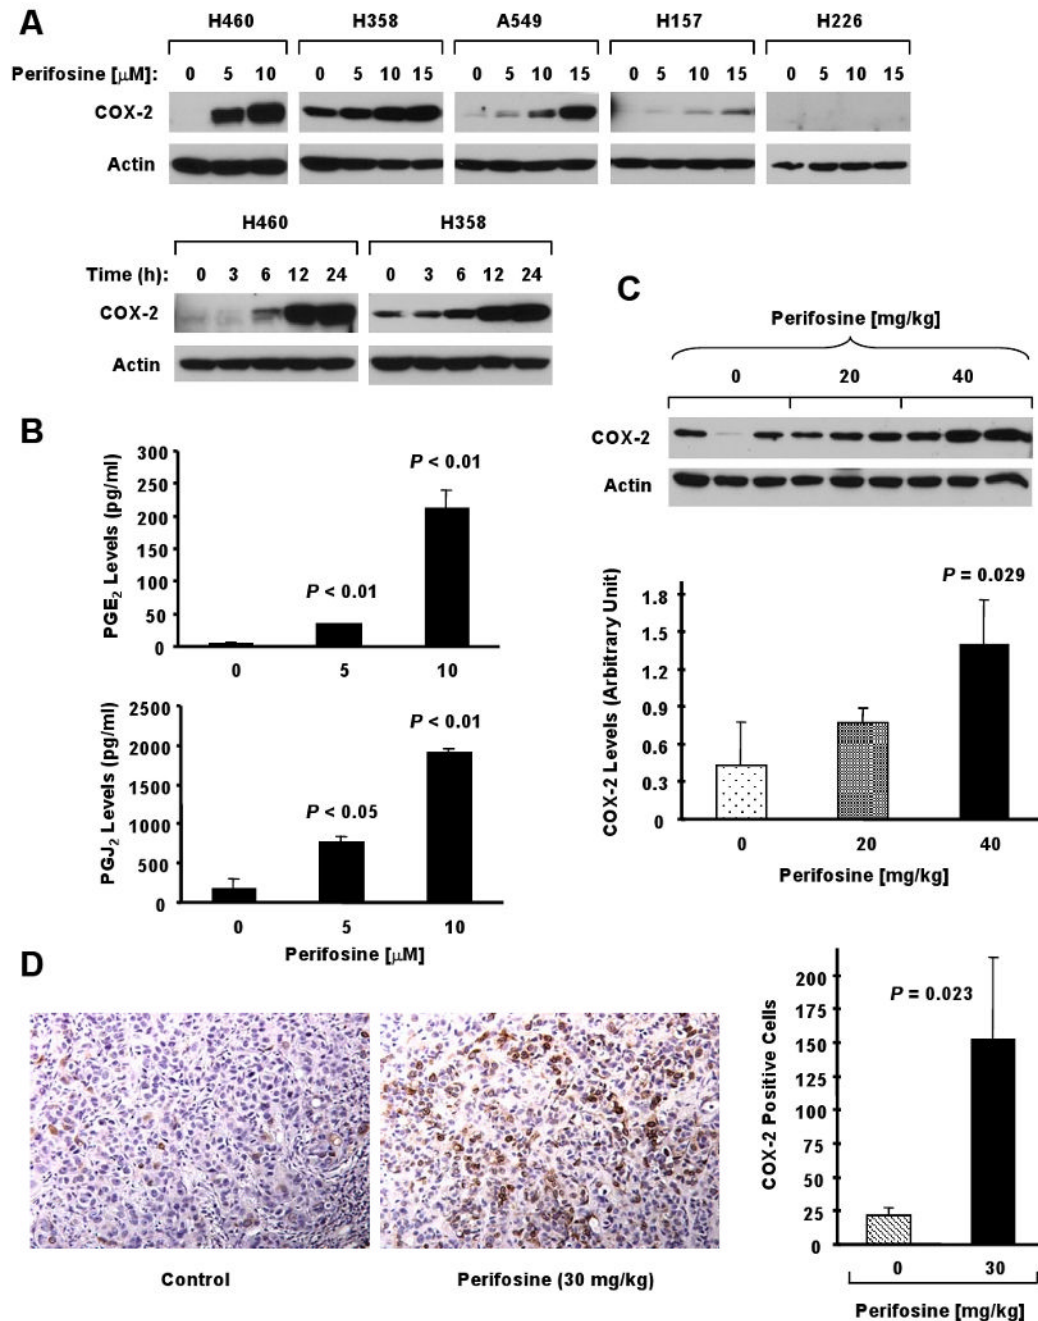 A
H460 H358 A549 H157 H226
Perifosine [µM]: 0 5 10 0 5 10 15 0 5 10 15 0 5 10 15 0 5 10 15
COX-2
Actin
H460 H358
Time (h): 0 3 6 12 24 0 3 6 12 24
COX-2
Actin
B
PGE2 Levels (pg/ml)
300
250
200
150
100
50
0
P < 0.01
P < 0.01
0 5 10
PGJ2 Levels (pg/ml)
2500
2000
1500
1000
500
0
P < 0.05
P < 0.01
0 5 10
Perifosine [µM]
C
Perifosine [mg/kg]
0 20 40
COX-2
Actin
COX-2 Levels (Arbitrary Unit)
1.8
1.5
1.2
0.9
0.6
0.3
0
P = 0.029
0 20 40
Perifosine [mg/kg]
D
Control
Perifosine (30 mg/kg)
COX-2 Positive Cells
200
175
150
125
100
75
50
25
0
P = 0.023
0 30
Perifosine [mg/kg]